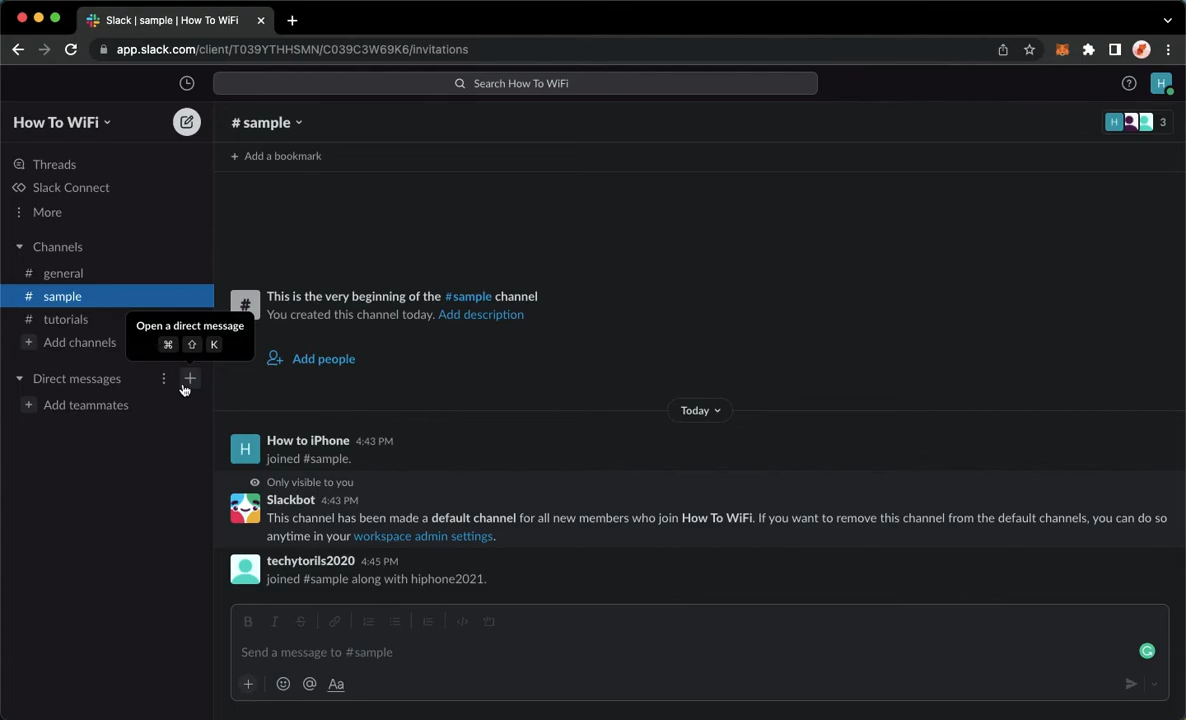 Slack | sample | How To WiFi
app.slack.com/client/T039YTHHSMN/C039C3W69K6/invitations
Search How To WiFi
H
How To WiFi
# sample
H 3
+ Add a bookmark
Threads
Slack Connect
More
Channels
# general
# sample
# tutorials
+ Add channels
Open a direct message
⌘ ⇧ K
Direct messages
+ Add teammates
#
This is the very beginning of the #sample channel
You created this channel today. Add description
Add people
Today
H
How to iPhone 4:43 PM
joined #sample.
Only visible to you
Slackbot 4:43 PM
This channel has been made a default channel for all new members who join How To WiFi. If you want to remove this channel from the default channels, you can do so
anytime in your workspace admin settings.
techytorils2020 4:45 PM
joined #sample along with hiphone2021.
B I S
Send a message to #sample
+ @ Aa